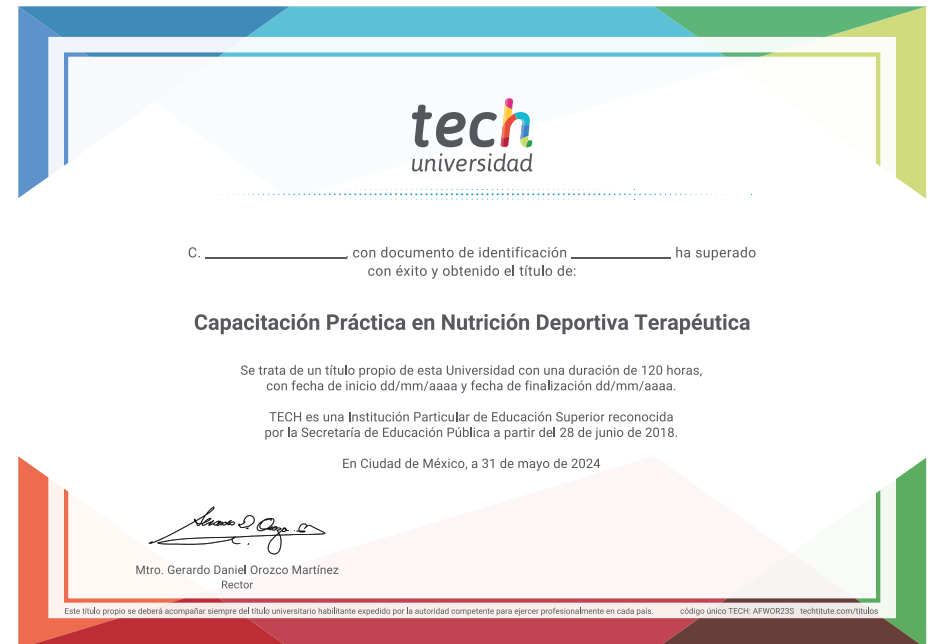 tech
universidad
C. ________________, con documento de identificación ___________ ha superado
con éxito y obtenido el título de:
Capacitación Práctica en Nutrición Deportiva Terapéutica
Se trata de un título propio de esta Universidad con una duración de 120 horas,
con fecha de inicio dd/mm/aaaa y fecha de finalización dd/mm/aaaa.
TECH es una Institución Particular de Educación Superior reconocida
por la Secretaría de Educación Pública a partir del 28 de junio de 2018.
En Ciudad de México, a 31 de mayo de 2024
Mtro. Gerardo Daniel Orozco Martínez
Rector
Este título propio se deberá acompañar siempre del título universitario habilitante expedido por la autoridad competente para ejercer profesionalmente en cada país. código único TECH: AFWOR23S techtitute.com/titulos